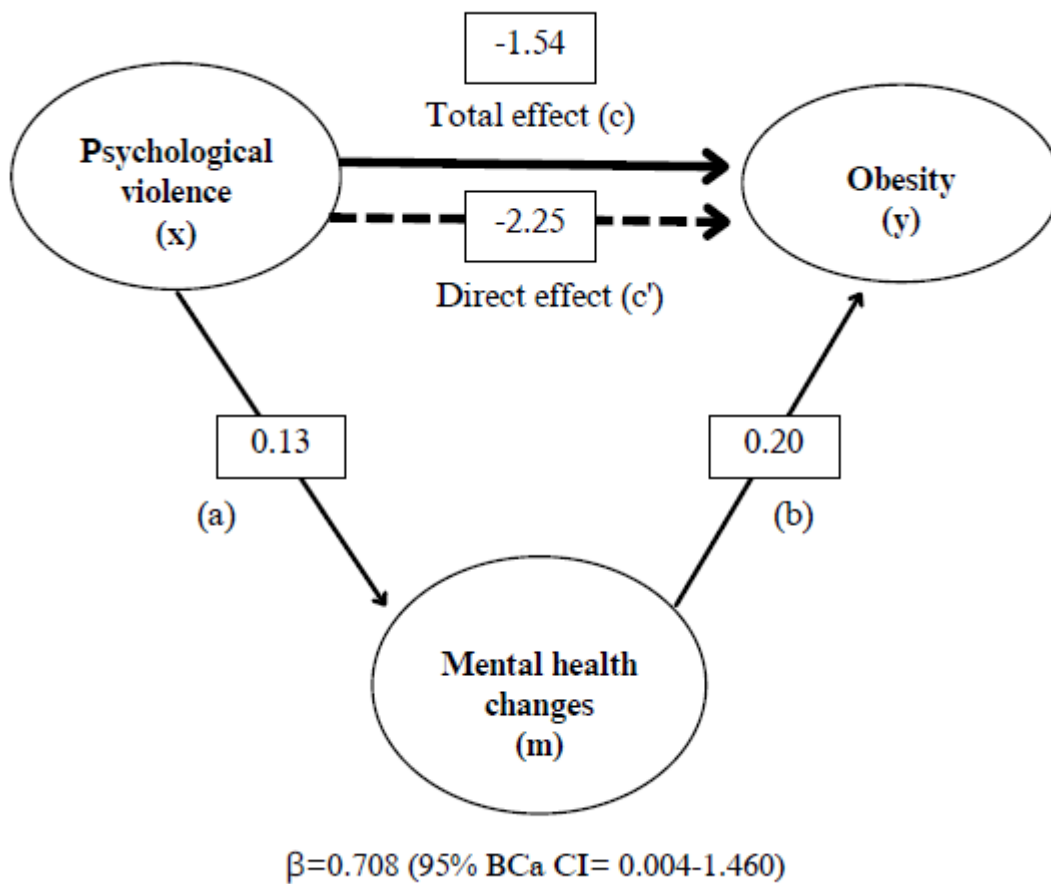 -1.54
Total effect (c)
Psychological
violence
(x)
Obesity
(y)
-2.25
Direct effect (c')
0.13
(a)
0.20
(b)
Mental health
changes
(m)
β=0.708 (95% BCa CI= 0.004-1.460)